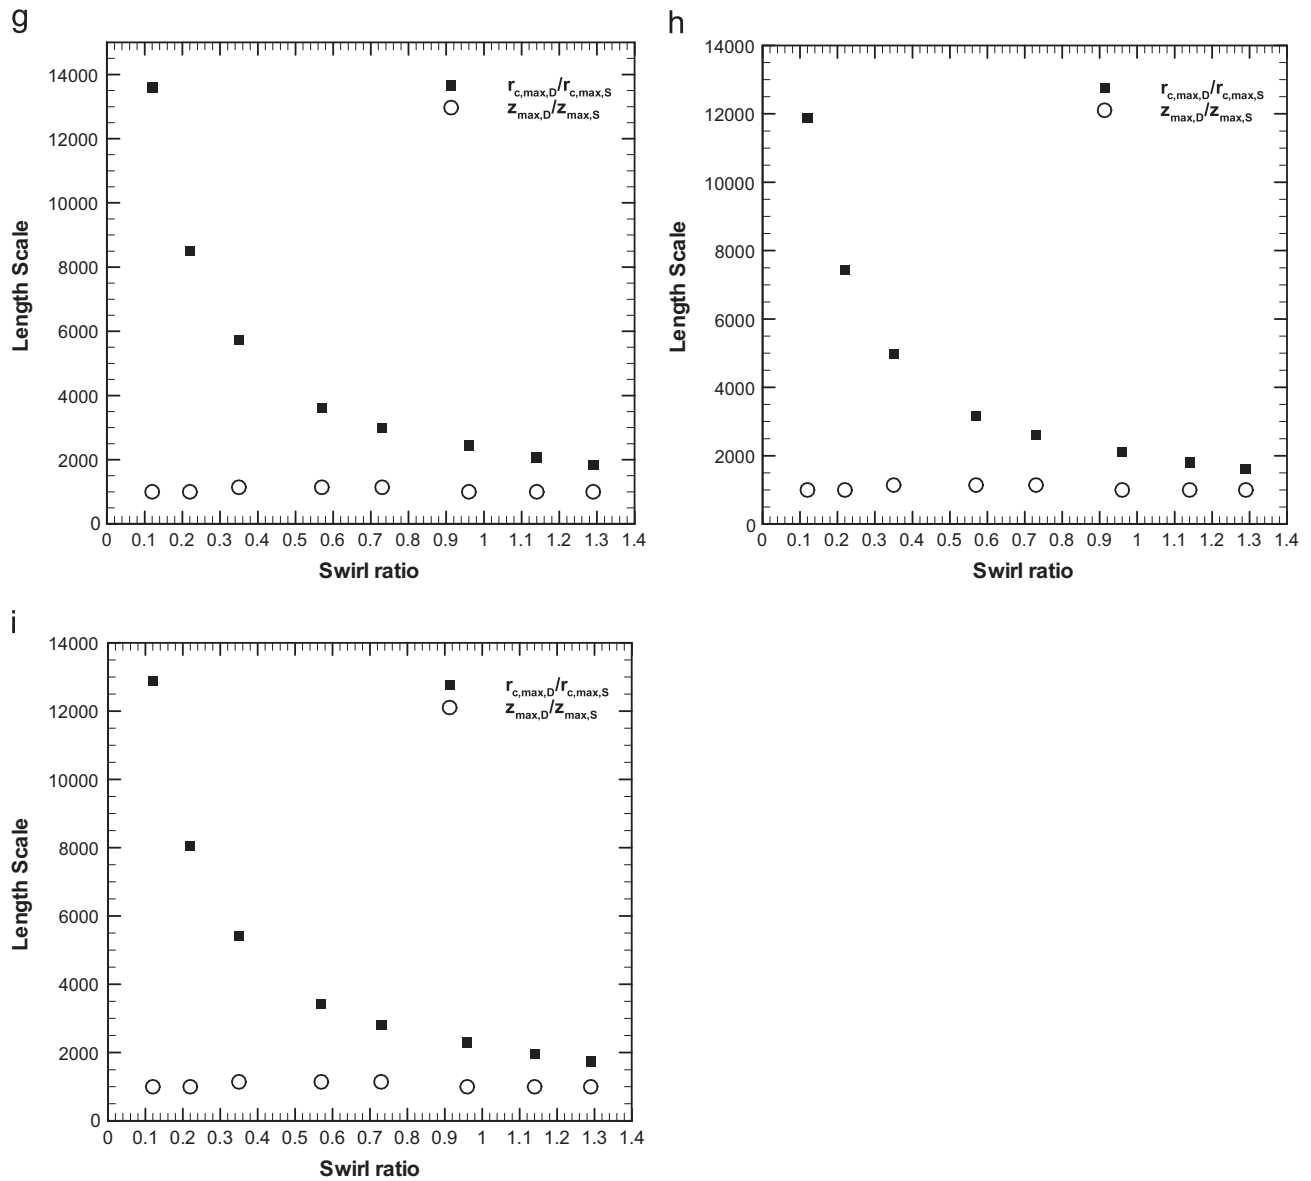 g
14000
12000
10000
8000
6000
4000
2000
0
Length Scale
r_c,max,D/r_c,max,S
z_max,D/z_max,S
0 0.1 0.2 0.3 0.4 0.5 0.6 0.7 0.8 0.9 1 1.1 1.2 1.3 1.4
Swirl ratio
h
14000
12000
10000
8000
6000
4000
2000
0
Length Scale
r_c,max,D/r_c,max,S
z_max,D/z_max,S
0 0.1 0.2 0.3 0.4 0.5 0.6 0.7 0.8 0.9 1 1.1 1.2 1.3 1.4
Swirl ratio
i
14000
12000
10000
8000
6000
4000
2000
0
Length Scale
r_c,max,D/r_c,max,S
z_max,D/z_max,S
0 0.1 0.2 0.3 0.4 0.5 0.6 0.7 0.8 0.9 1 1.1 1.2 1.3 1.4
Swirl ratio